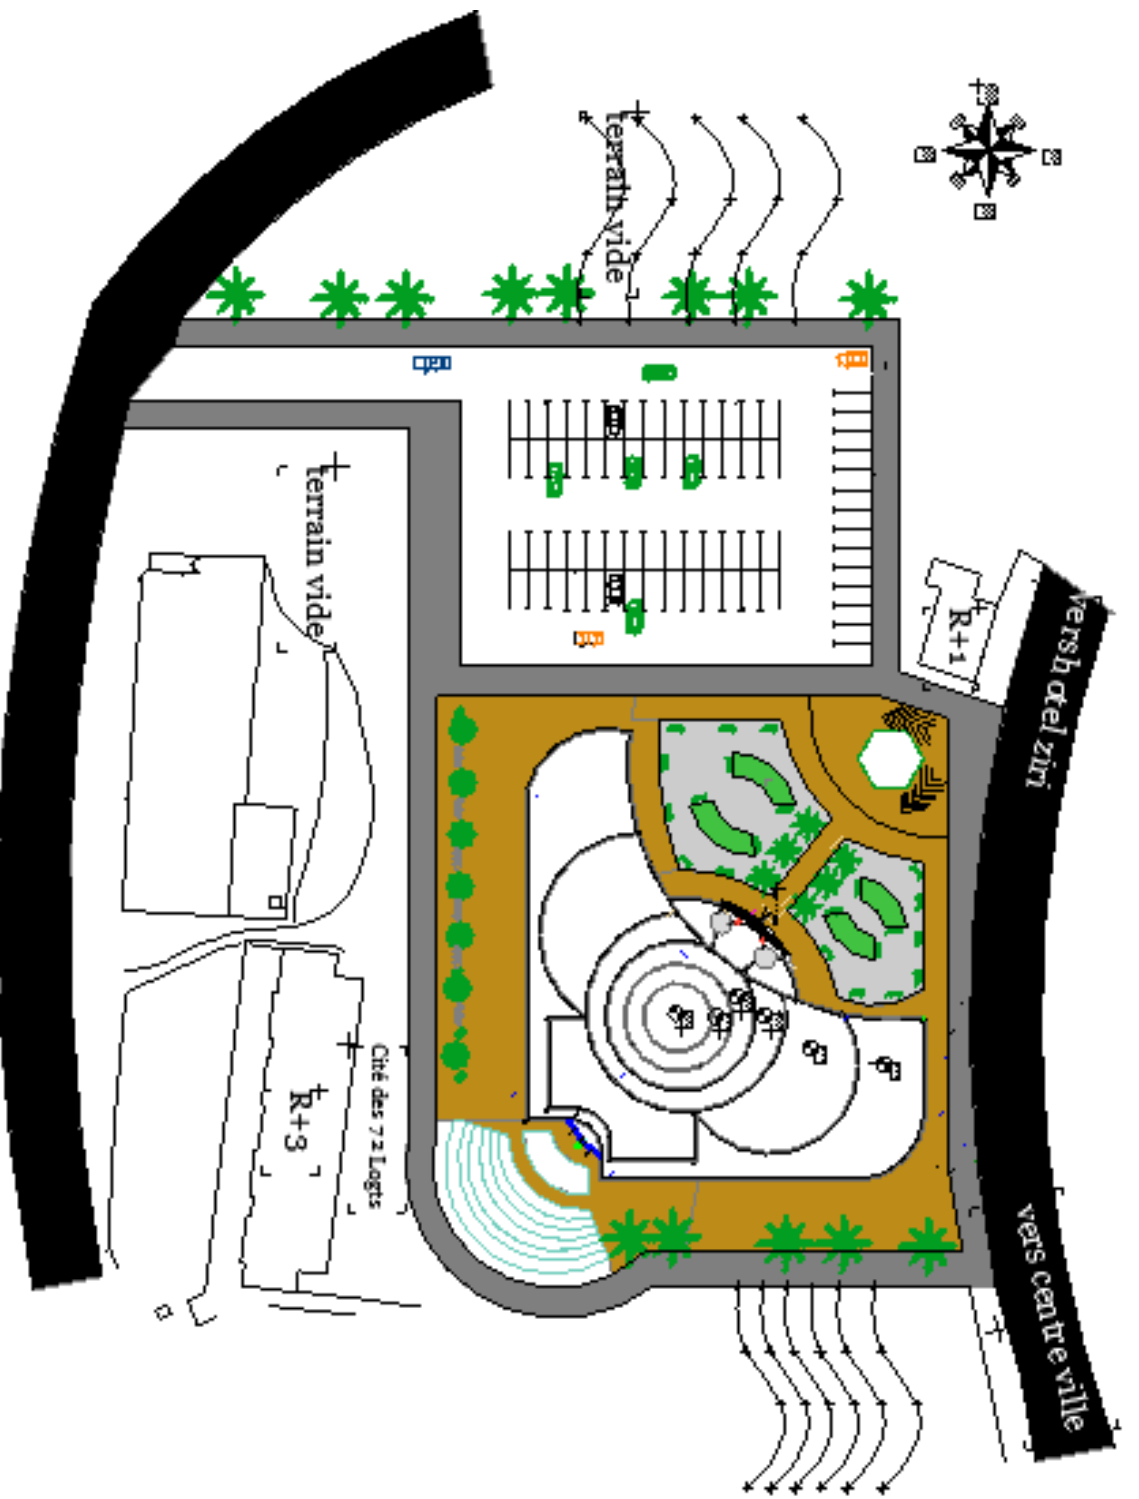 terrain vide
terrain vide
R+1
vers hotel ziri
Cité des 72 Logts
R+3
vers centre ville